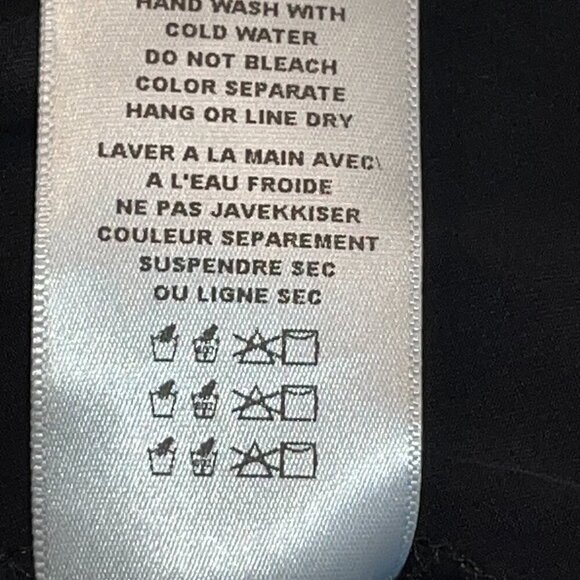 HAND WASH WITH
COLD WATER
DO NOT BLEACH
COLOR SEPARATE
HANG OR LINE DRY
LAVER A LA MAIN AVEC\
A L'EAU FROIDE
NE PAS JAVEKKISER
COULEUR SEPAREMENT
SUSPENDRE SEC
OU LIGNE SEC